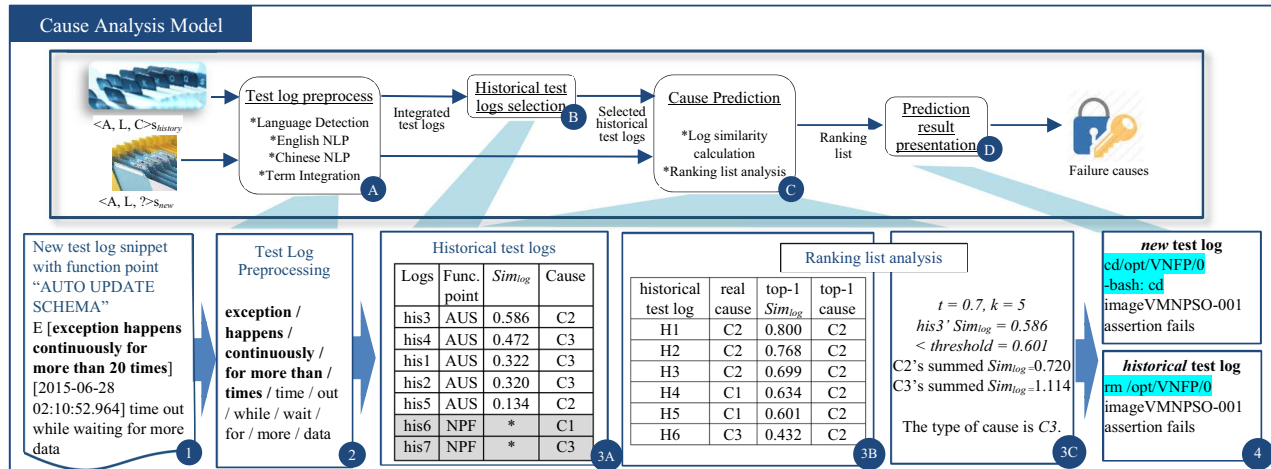 Cause Analysis Model
<A, L, C>s_history
<A, L, ?>s_new
Test log preprocess
*Language Detection
*English NLP
*Chinese NLP
*Term Integration
A
Integrated
test logs
Historical test
logs selection
B
Selected
historical
test logs
Cause Prediction
*Log similarity
calculation
*Ranking list analysis
C
Ranking
list
Prediction
result
presentation
D
Failure causes
New test log snippet
with function point
“AUTO UPDATE
SCHEMA”
E [exception happens
continuously for
more than 20 times]
[2015-06-28
02:10:52.964] time out
while waiting for more
data
1
Test Log
Preprocessing
exception /
happens /
continuously /
for more than /
times / time / out
/ while / wait /
for / more / data
2
Historical test logs
Logs Func. point Sim_log Cause
his3 AUS 0.586 C2
his4 AUS 0.472 C3
his1 AUS 0.322 C3
his2 AUS 0.320 C3
his5 AUS 0.134 C2
his6 NPF * C1
his7 NPF * C3
3A
Ranking list analysis
historical test log real cause top-1 Sim_log top-1 cause
H1 C2 0.800 C2
H2 C2 0.768 C2
H3 C2 0.699 C2
H4 C1 0.634 C2
H5 C1 0.601 C2
H6 C3 0.432 C2
3B
t = 0.7, k = 5
his3’ Sim_log = 0.586
< threshold = 0.601
C2’s summed Sim_log=0.720
C3’s summed Sim_log=1.114
The type of cause is C3.
3C
new test log
cd/opt/VNFP/0
-bash: cd
imageVMNPSO-001
assertion fails
historical test log
rm /opt/VNFP/0
imageVMNPSO-001
assertion fails
4